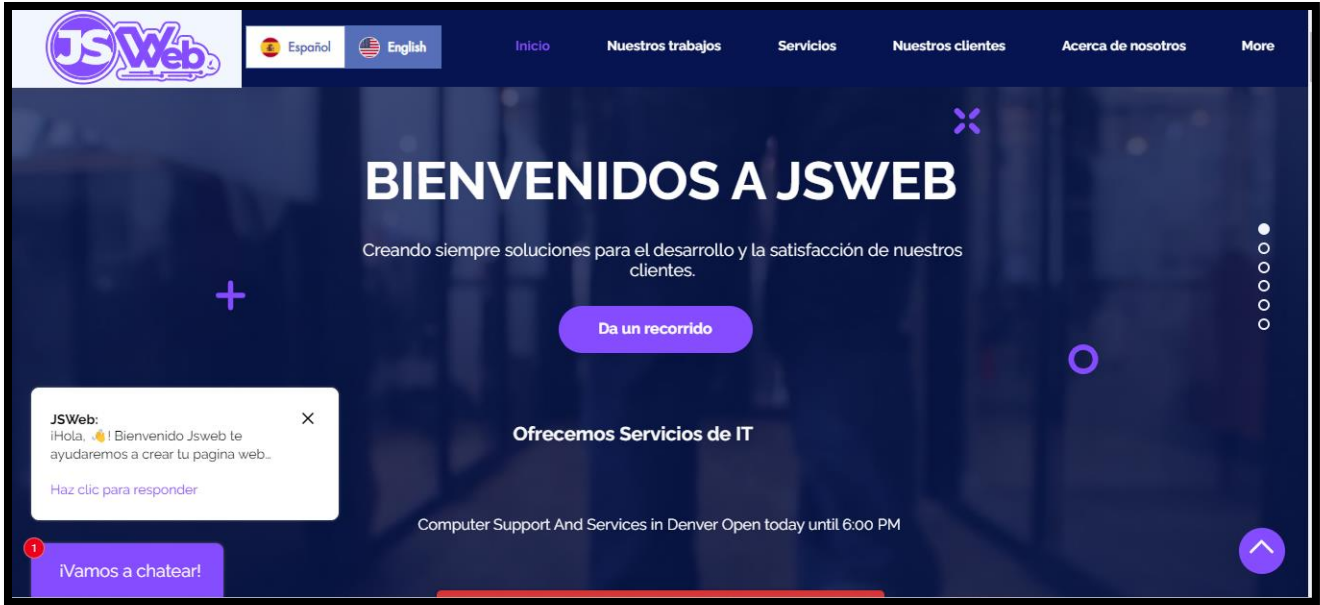 JSWeb
Español
English
Inicio
Nuestros trabajos
Servicios
Nuestros clientes
Acerca de nosotros
More
BIENVENIDOS A JSWEB
Creando siempre soluciones para el desarrollo y la satisfacción de nuestros
clientes.
Da un recorrido
JSWeb:
¡Hola, 👋! Bienvenido Jsweb te
ayudaremos a crear tu pagina web...
Haz clic para responder
Ofrecemos Servicios de IT
Computer Support And Services in Denver Open today until 6:00 PM
1
¡Vamos a chatear!